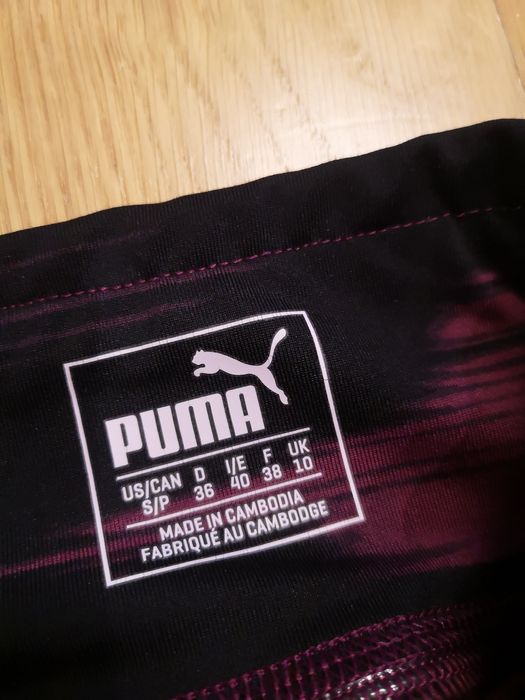 PUMA
US/CAN D I/E F UK
S/P 36 40 38 10
MADE IN CAMBODIA
FABRIQUÉ AU CAMBODGE